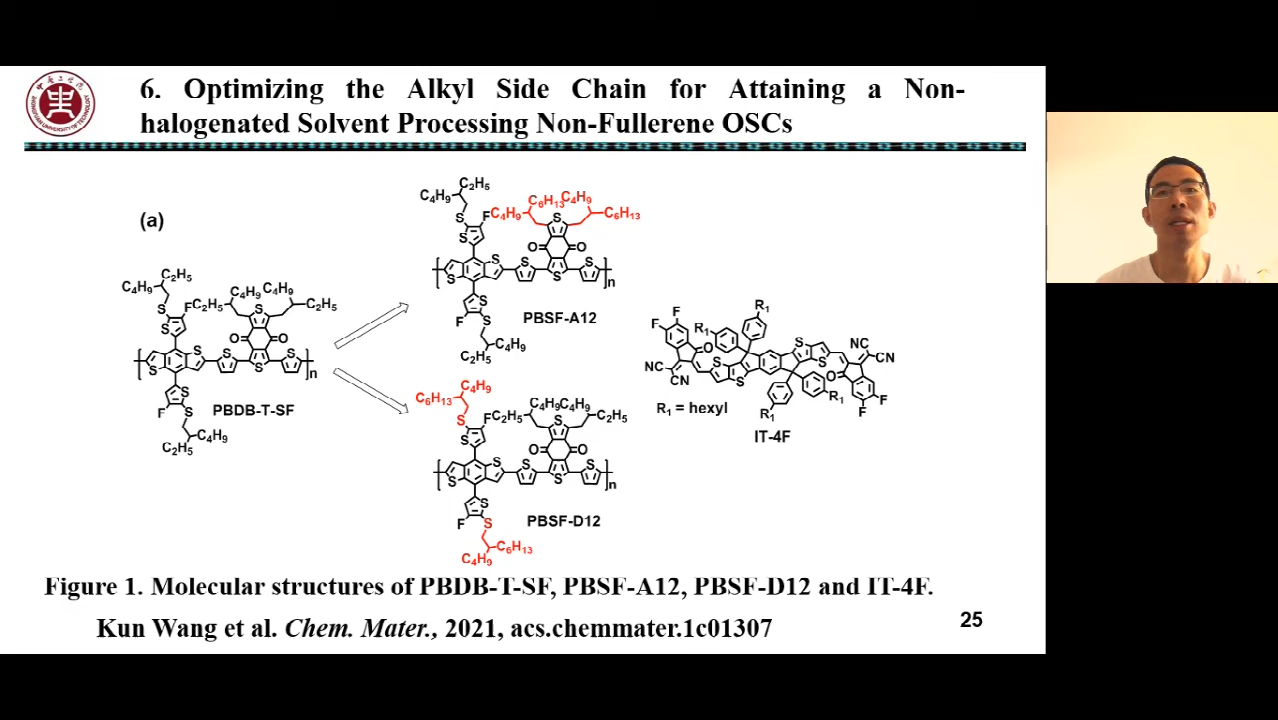 6. Optimizing the Alkyl Side Chain for Attaining a Non-
halogenated Solvent Processing Non-Fullerene OSCs
(a)
C4H9
C2H5
S
F
S
C4H9
C6H13
C4H9
C6H13
S
O
O
S
S
S
S
S
S
n
F
S
S
C4H9
C2H5
PBSF-A12
C4H9
C2H5
S
F
S
C2H5
C4H9
C4H9
C2H5
S
O
O
S
S
S
S
S
n
S
F
S
C4H9
C2H5
PBDB-T-SF
F
F
O
NC
CN
S
S
R1
R1
R1
R1
S
S
NC
CN
O
F
F
R1 = hexyl
IT-4F
C6H13
C4H9
S
F
S
C2H5
C4H9
C4H9
C2H5
S
O
O
S
S
S
S
S
n
S
F
S
C6H13
C4H9
PBSF-D12
Figure 1. Molecular structures of PBDB-T-SF, PBSF-A12, PBSF-D12 and IT-4F.
Kun Wang et al. Chem. Mater., 2021, acs.chemmater.1c01307
25